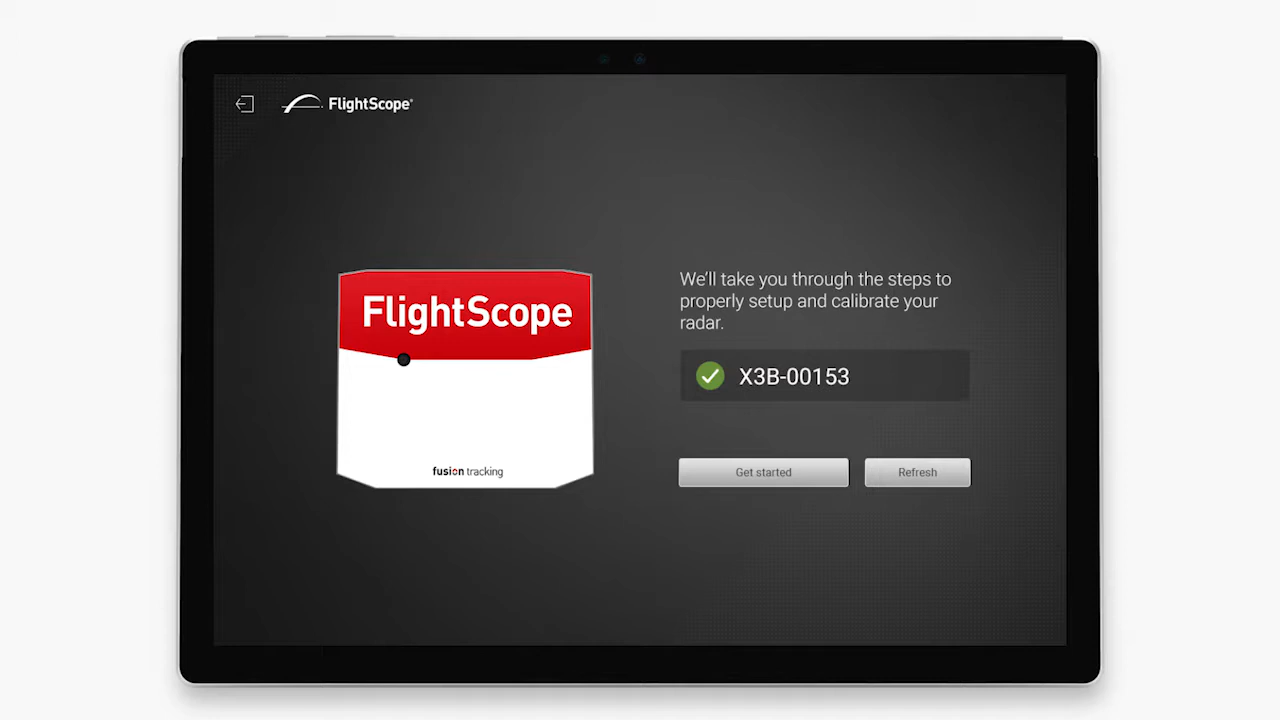 FlightScope®
FlightScope
fusion tracking
We'll take you through the steps to
properly setup and calibrate your
radar.
X3B-00153
Get started
Refresh